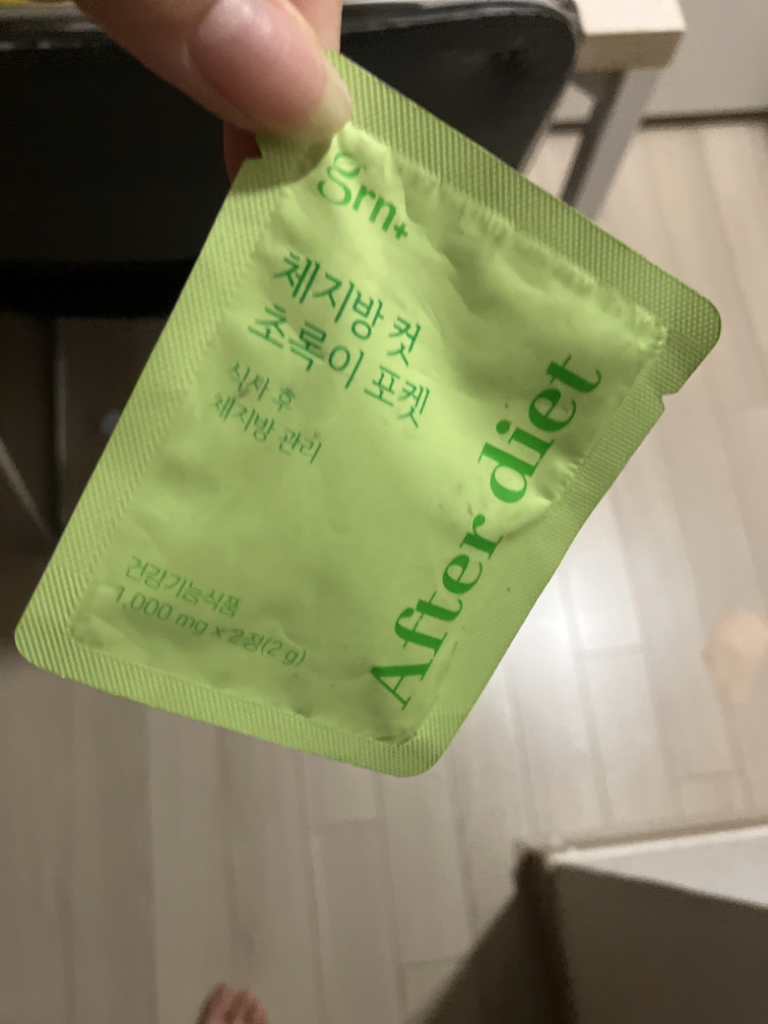 grn+
체지방 컷
초록이 포켓
식사 후
체지방 관리
건강기능식품
1,000 mg × 2정(2 g)
After diet